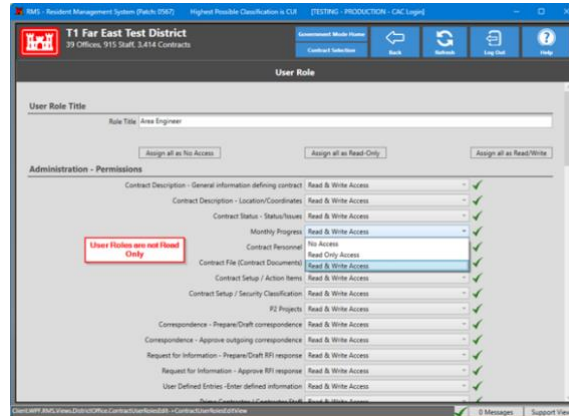 RMS - Resident Management System (Patch: 0567) Highest Possible Classification is CUI [TESTING - PRODUCTION - CAC Login]
T1 Far East Test District
39 Offices, 915 Staff, 3,414 Contracts
Government Mode Home
Contract Selection
Back
Refresh
Log Out
Help
User Role
User Role Title
Role Title Area Engineer
Assign all as No Access Assign all as Read-Only Assign all as Read/Write
Administration - Permissions
Contract Description - General information defining contract Read & Write Access
Contract Description - Location/Coordinates Read & Write Access
Contract Status - Status/Issues Read & Write Access
Monthly Progress Read & Write Access
User Roles are not Read
Only
Contract Personnel No Access
Read Only Access
Contract File (Contract Documents) Read & Write Access
Contract Setup / Action Items Read & Write Access
Contract Setup / Security Classification Read & Write Access
P2 Projects Read & Write Access
Correspondence - Prepare/Draft correspondence Read & Write Access
Correspondence - Approve outgoing correspondence Read & Write Access
Request for Information - Prepare/Draft RFI response Read & Write Access
Request for Information - Approve RFI response Read & Write Access
User Defined Entries -Enter defined information Read & Write Access
0 Messages Support View